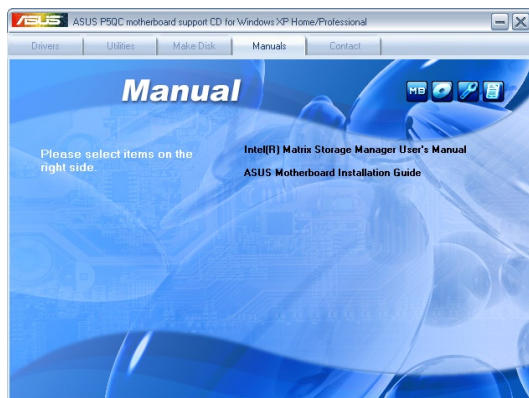 ASUS ASUS P5QC motherboard support CD for Windows XP Home/Professional
Drivers Utilities Make Disk Manuals Contact
Manual
MB
Please select items on the
right side.
Intel(R) Matrix Storage Manager User's Manual
ASUS Motherboard Installation Guide